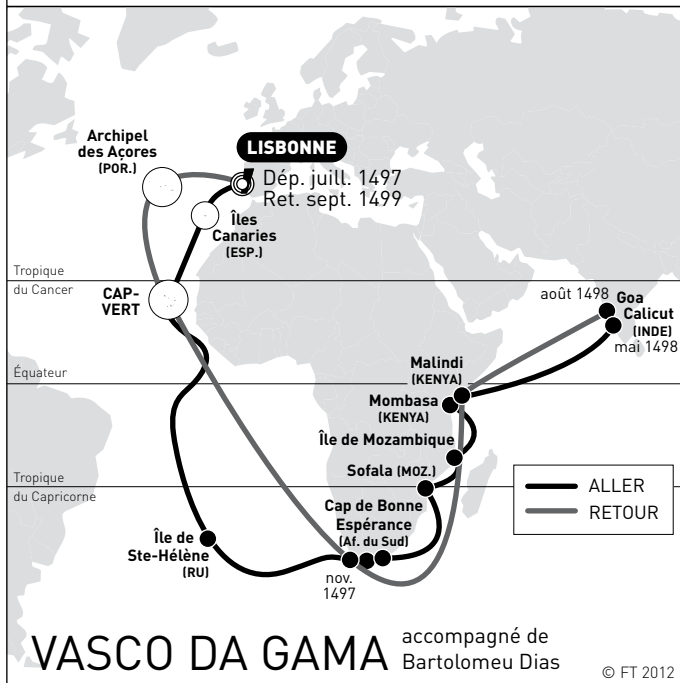 Archipel
des Açores
(POR.)
LISBONNE
Dép. juill. 1497
Ret. sept. 1499
Îles
Canaries
(ESP.)
Tropique
du Cancer
CAP-
VERT
août 1498
Goa
Calicut
(INDE)
mai 1498
Équateur
Malindi
(KENYA)
Mombasa
(KENYA)
Île de Mozambique
Sofala (MOZ.)
Tropique
du Capricorne
Cap de Bonne
Espérance
(Af. du Sud)
ALLER
RETOUR
Île de
Ste-Hélène
(RU)
nov.
1497
VASCO DA GAMA
accompagné de
Bartolomeu Dias
© FT 2012